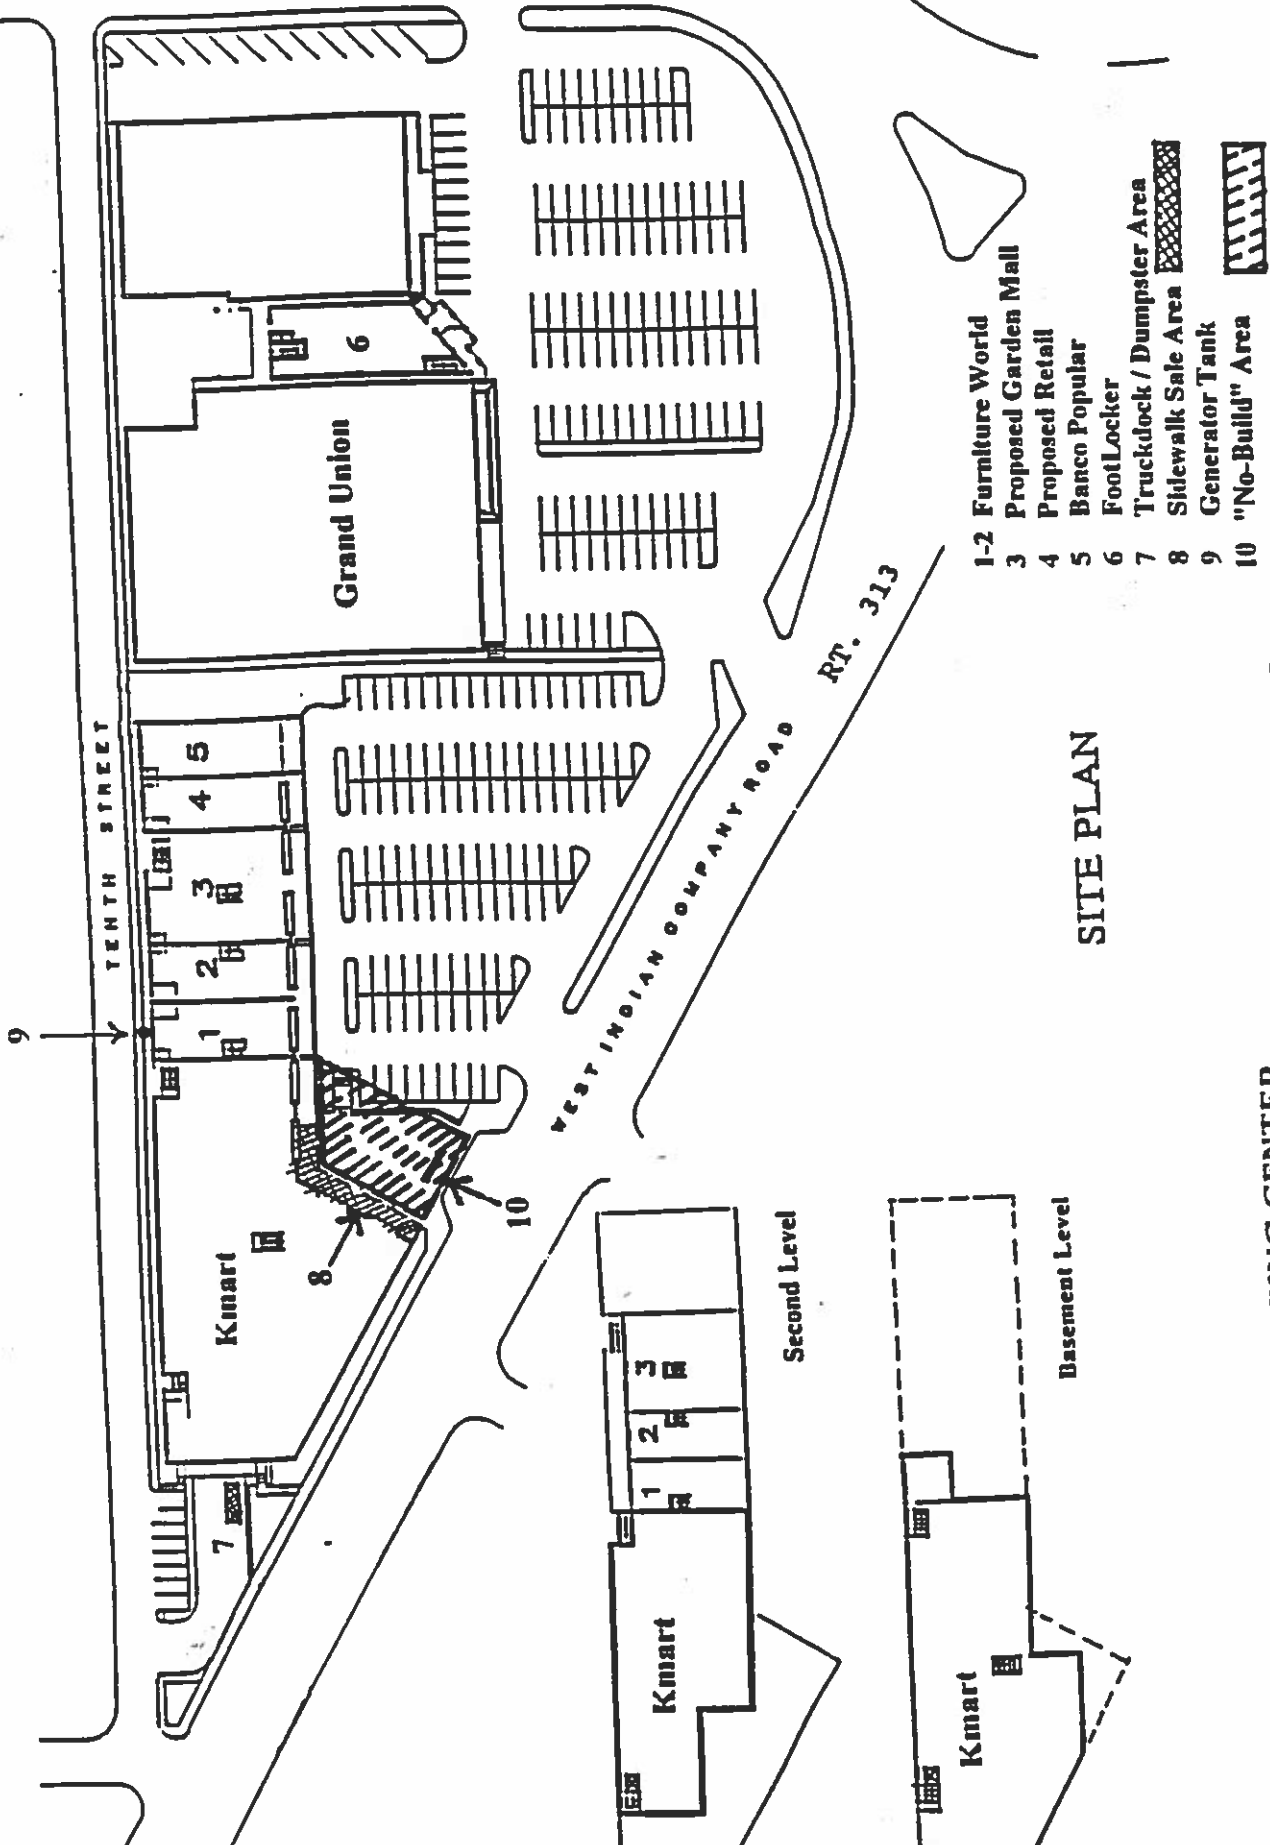 TENTH STREET
9
Grand Union
6
5
4
3
2
1
Kmart
7
8
10
WEST INDIAN COMPANY ROAD
RT. 313
1-2 Furniture World
3 Proposed Garden Mall
4 Proposed Retail
5 Banco Popular
6 FootLocker
7 Truckdock / Dumpster Area
8 Sidewalk Sale Area
9 Generator Tank
10 "No-Build" Area
SITE PLAN
Kmart
1
2
3
Second Level
Kmart
Basement Level
CENTER